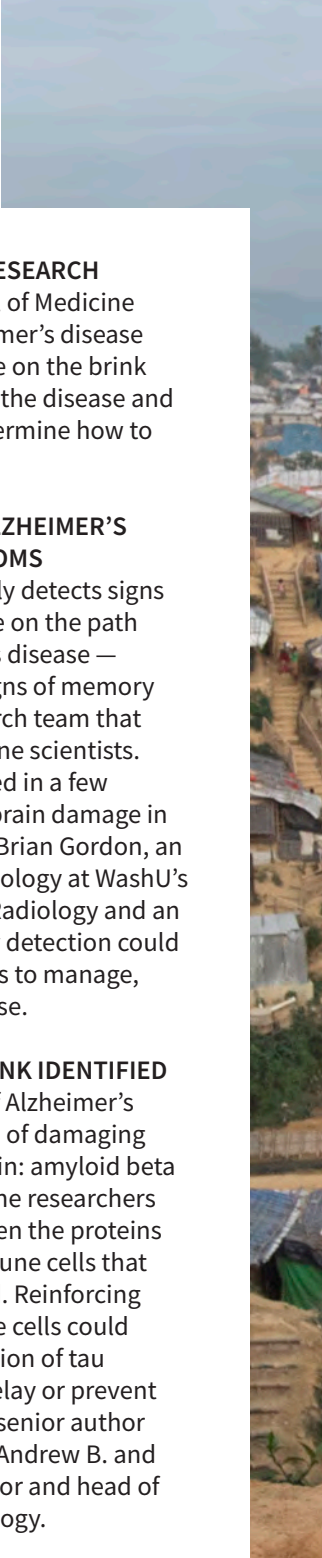 ESEARCH
of Medicine
mer's disease
e on the brink
the disease and
ermine how to
LZHEIMER'S
OMS
ly detects signs
e on the path
s disease —
gns of memory
rch team that
ne scientists.
ed in a few
brain damage in
Brian Gordon, an
ology at WashU's
Radiology and an
detection could
s to manage,
se.
NK IDENTIFIED
f Alzheimer's
of damaging
in: amyloid beta
ne researchers
en the proteins
une cells that
. Reinforcing
e cells could
ion of tau
elay or prevent
senior author
Andrew B. and
or and head of
ogy.